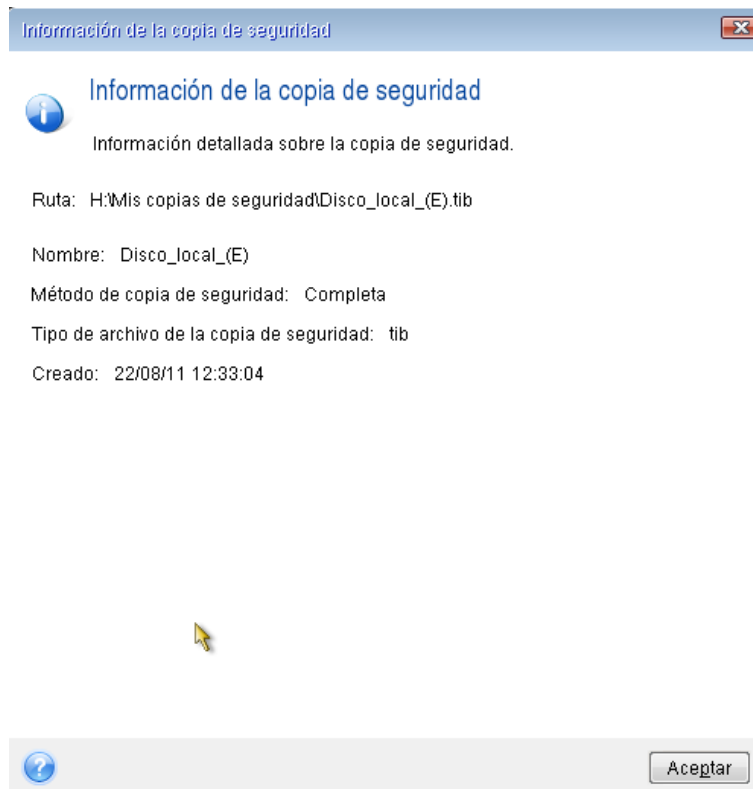 Información de la copia de seguridad
Información de la copia de seguridad
Información detallada sobre la copia de seguridad.
Ruta: H:\Mis copias de seguridad\Disco_local_(E).tib
Nombre: Disco_local_(E)
Método de copia de seguridad: Completa
Tipo de archivo de la copia de seguridad: tib
Creado: 22/08/11 12:33:04
Aceptar